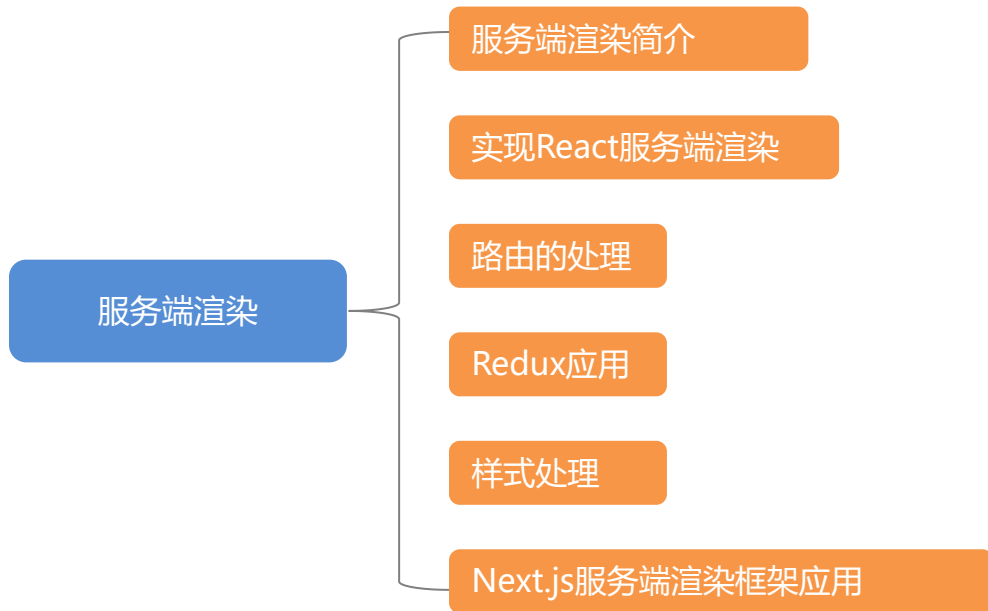 服务端渲染简介
实现React服务端渲染
路由的处理
服务端渲染
Redux应用
样式处理
Next.js服务端渲染框架应用